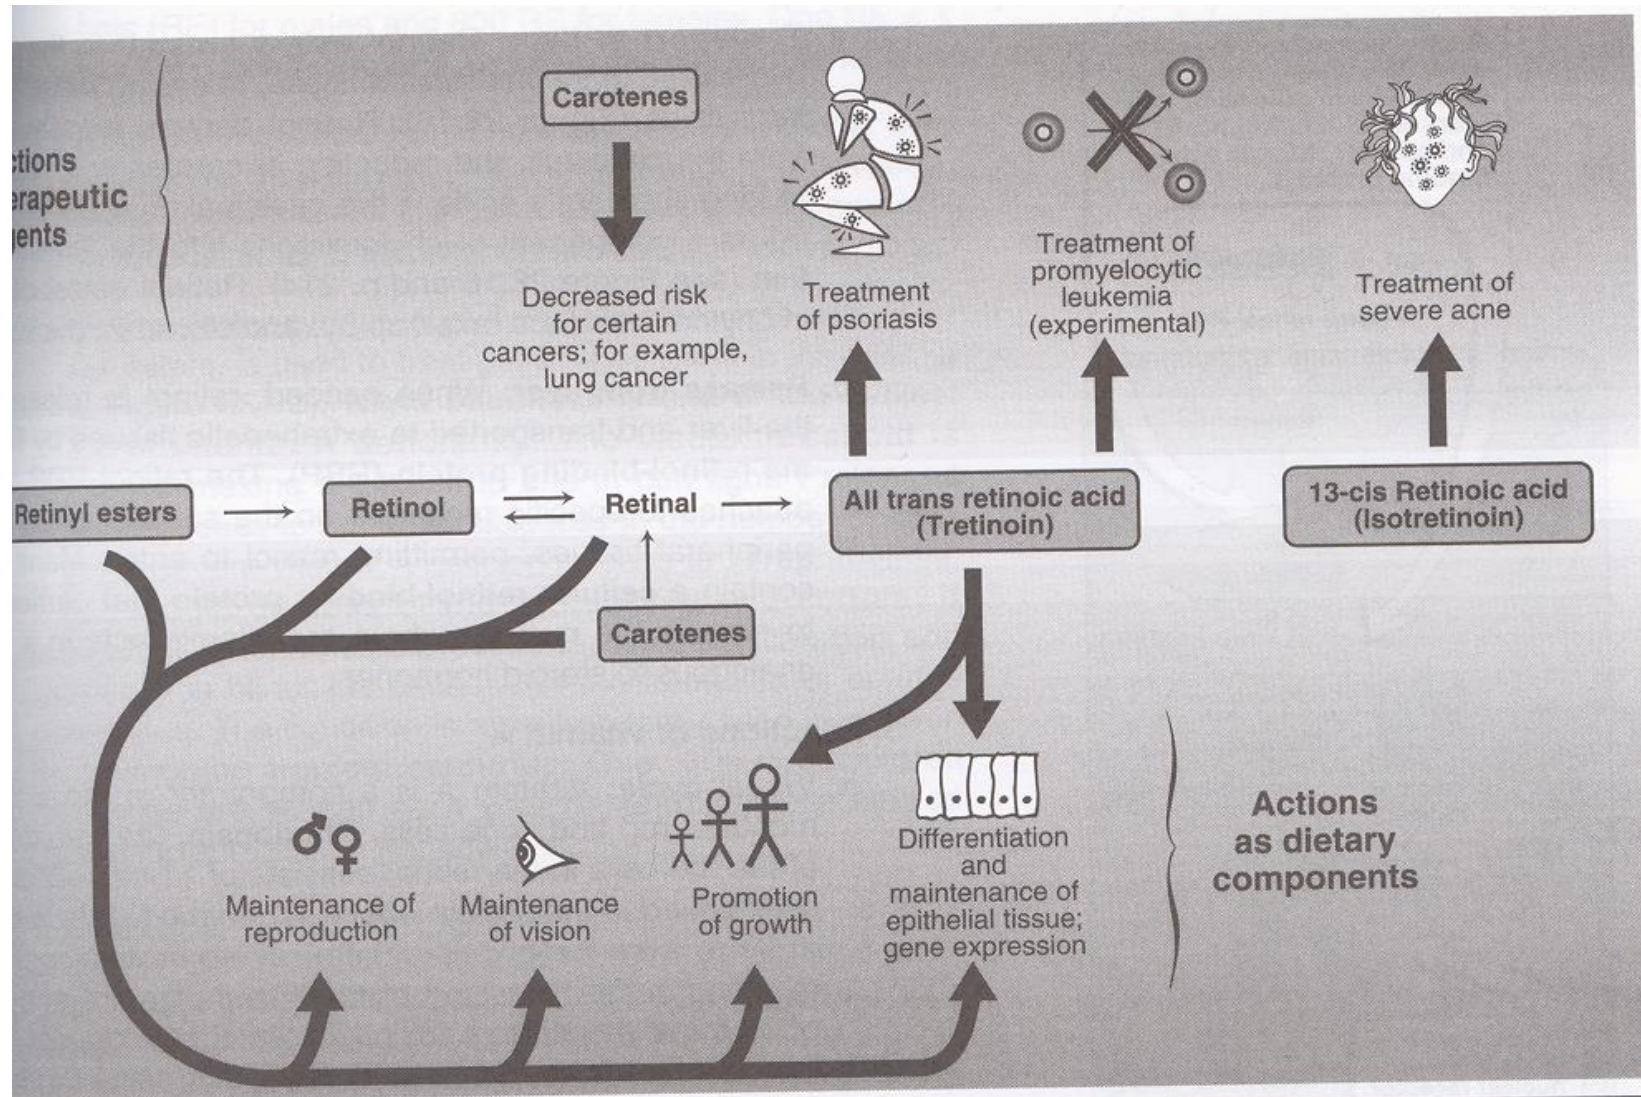 ctions
erapeutic
gents
Carotenes
Decreased risk
for certain
cancers; for example,
lung cancer
Treatment
of psoriasis
Treatment of
promyelocytic
leukemia
(experimental)
Treatment of
severe acne
Retinyl esters
Retinol
Retinal
All trans retinoic acid
(Tretinoin)
13-cis Retinoic acid
(Isotretinoin)
Carotenes
Maintenance of
reproduction
Maintenance
of vision
Promotion
of growth
Differentiation
and
maintenance of
epithelial tissue;
gene expression
Actions
as dietary
components